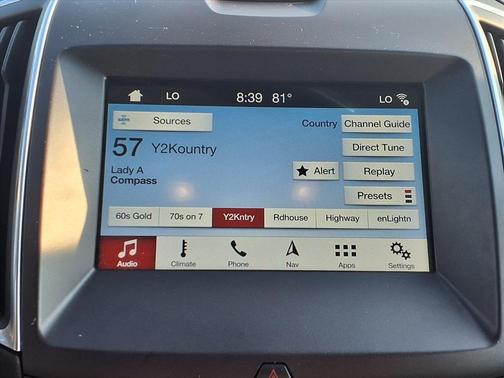 LO 8:39 81° LO
Sources Country Channel Guide
57 Y2Kountry Direct Tune
Lady A Alert Replay
Compass
Presets
60s Gold 70s on 7 Y2Kntry Rdhouse Highway enLightn
Audio Climate Phone Nav Apps Settings